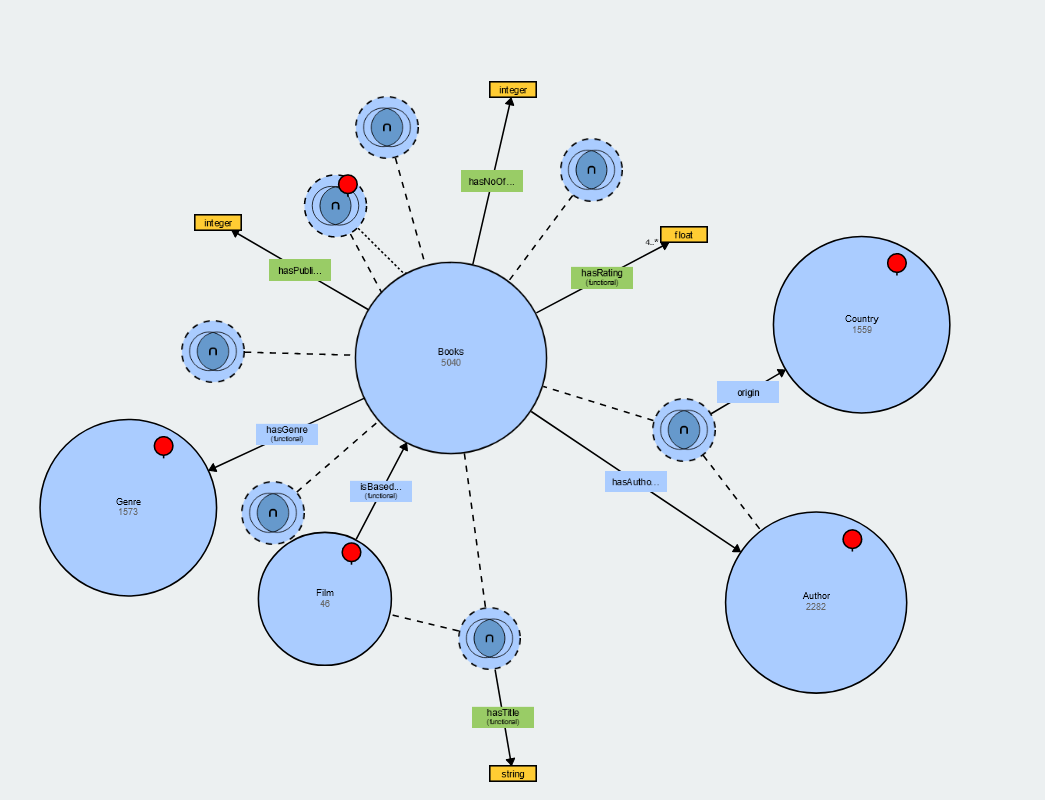 integer
∩
∩
hasNoOf...
∩
integer
hasPubli...
float
4..*
hasRating
(functional)
∩
Books
5040
Country
1559
origin
∩
hasGenre
(functional)
isBased...
(functional)
hasAutho...
∩
Genre
1573
Film
46
Author
2282
∩
hasTitle
(functional)
string